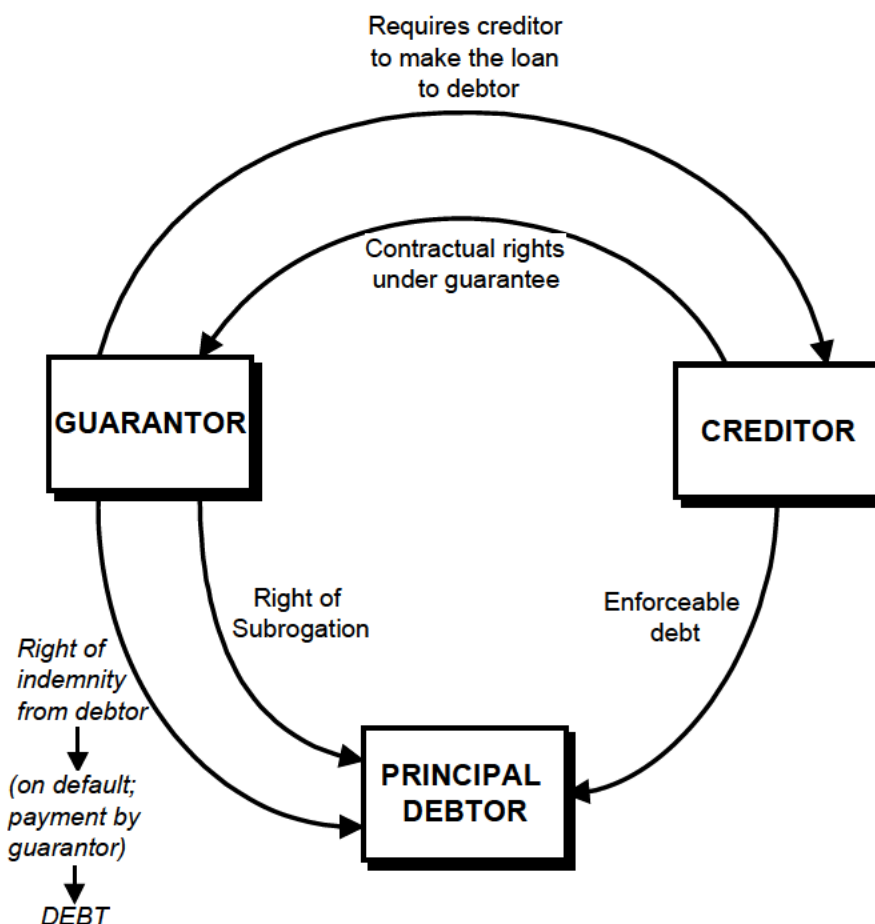 Requires creditor
to make the loan
to debtor
Contractual rights
under guarantee
GUARANTOR
CREDITOR
Right of
Subrogation
Enforceable
debt
Right of
indemnity
from debtor
(on default;
payment by
guarantor)
DEBT
PRINCIPAL
DEBTOR